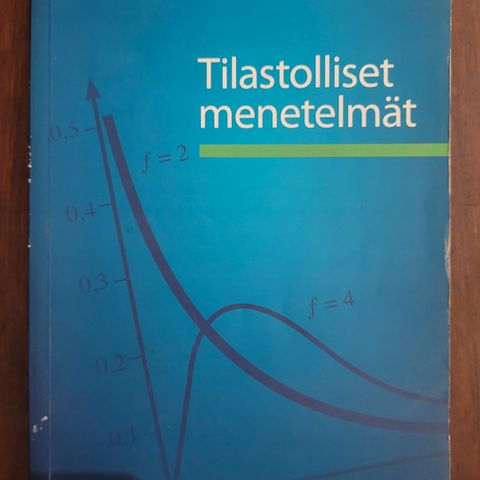 Tilastolliset
menetelmät
0,5
f = 2
0,4
0,3
f = 4
0,2
0,1